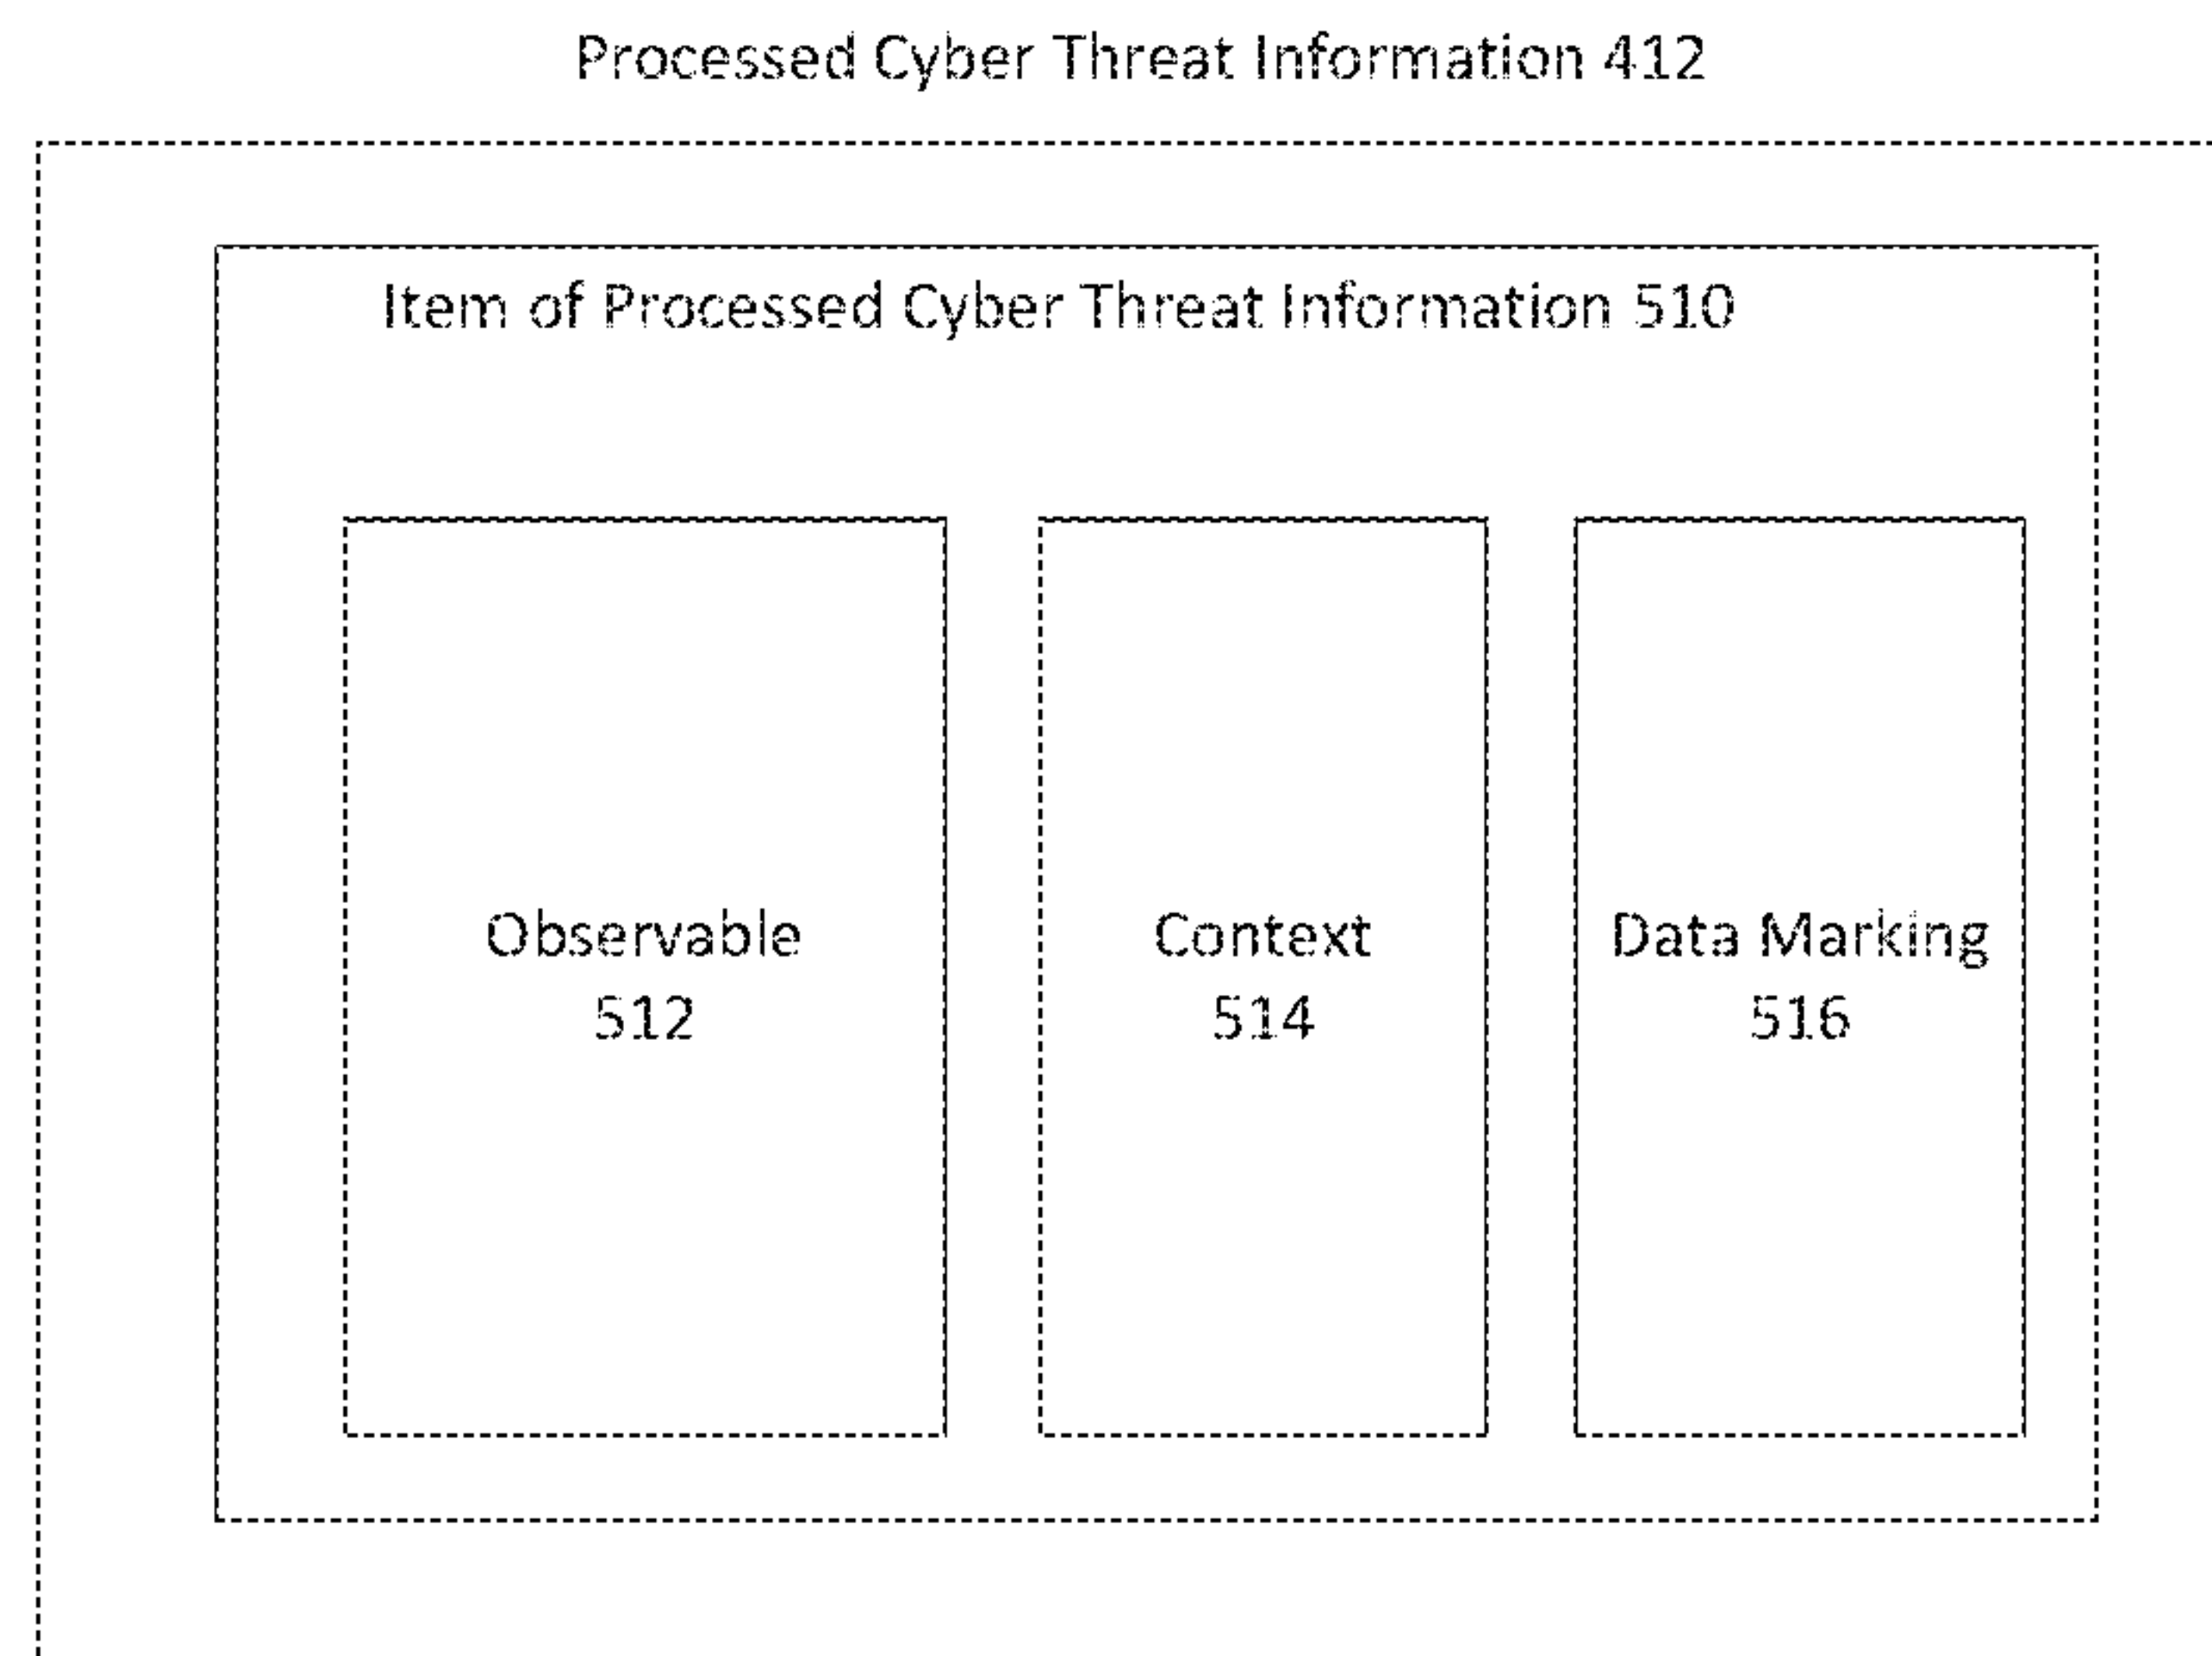 Processed Cyber Threat Information 412
Item of Processed Cyber Threat Information 510
Observable
512
Context
514
Data Marking
516